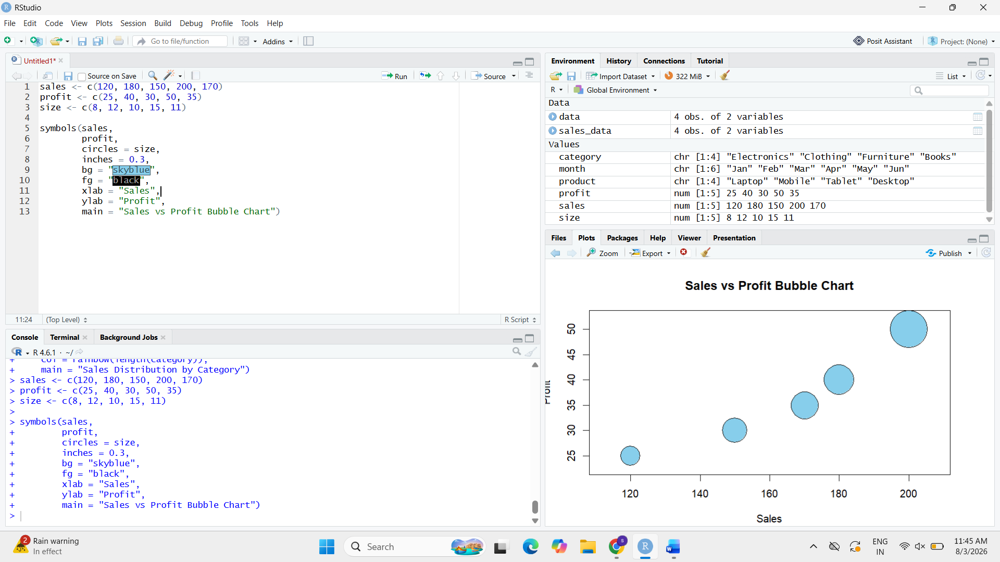 RStudio
File Edit Code View Plots Session Build Debug Profile Tools Help
Go to file/function Addins Posit Assistant Project: (None)
Untitled1*
Source on Save Run Source
1 sales <- c(120, 180, 150, 200, 170)
2 profit <- c(25, 40, 30, 50, 35)
3 size <- c(8, 12, 10, 15, 11)
4
5 symbols(sales,
6 profit,
7 circles = size,
8 inches = 0.3,
9 bg = "skyblue",
10 fg = "black",
11 xlab = "Sales",
12 ylab = "Profit",
13 main = "Sales vs Profit Bubble Chart")
11:24 (Top Level) R Script
Console Terminal Background Jobs
R 4.6.1 · ~/
+ col = rainbow(length(category)),
+ main = "Sales Distribution by Category")
> sales <- c(120, 180, 150, 200, 170)
> profit <- c(25, 40, 30, 50, 35)
> size <- c(8, 12, 10, 15, 11)
>
> symbols(sales,
+ profit,
+ circles = size,
+ inches = 0.3,
+ bg = "skyblue",
+ fg = "black",
+ xlab = "Sales",
+ ylab = "Profit",
+ main = "Sales vs Profit Bubble Chart")
>
Environment History Connections Tutorial
Import Dataset 322 MiB List
R Global Environment
Data
data 4 obs. of 2 variables
sales_data 4 obs. of 2 variables
Values
category chr [1:4] "Electronics" "Clothing" "Furniture" "Books"
month chr [1:6] "Jan" "Feb" "Mar" "Apr" "May" "Jun"
product chr [1:4] "Laptop" "Mobile" "Tablet" "Desktop"
profit num [1:5] 25 40 30 50 35
sales num [1:5] 120 180 150 200 170
size num [1:5] 8 12 10 15 11
Files Plots Packages Help Viewer Presentation
Zoom Export Publish
Sales vs Profit Bubble Chart
Profit
50
45
40
35
30
25
120 140 160 180 200
Sales
2 Rain warning
In effect
Search
ENG
IN
11:45 AM
8/3/2026